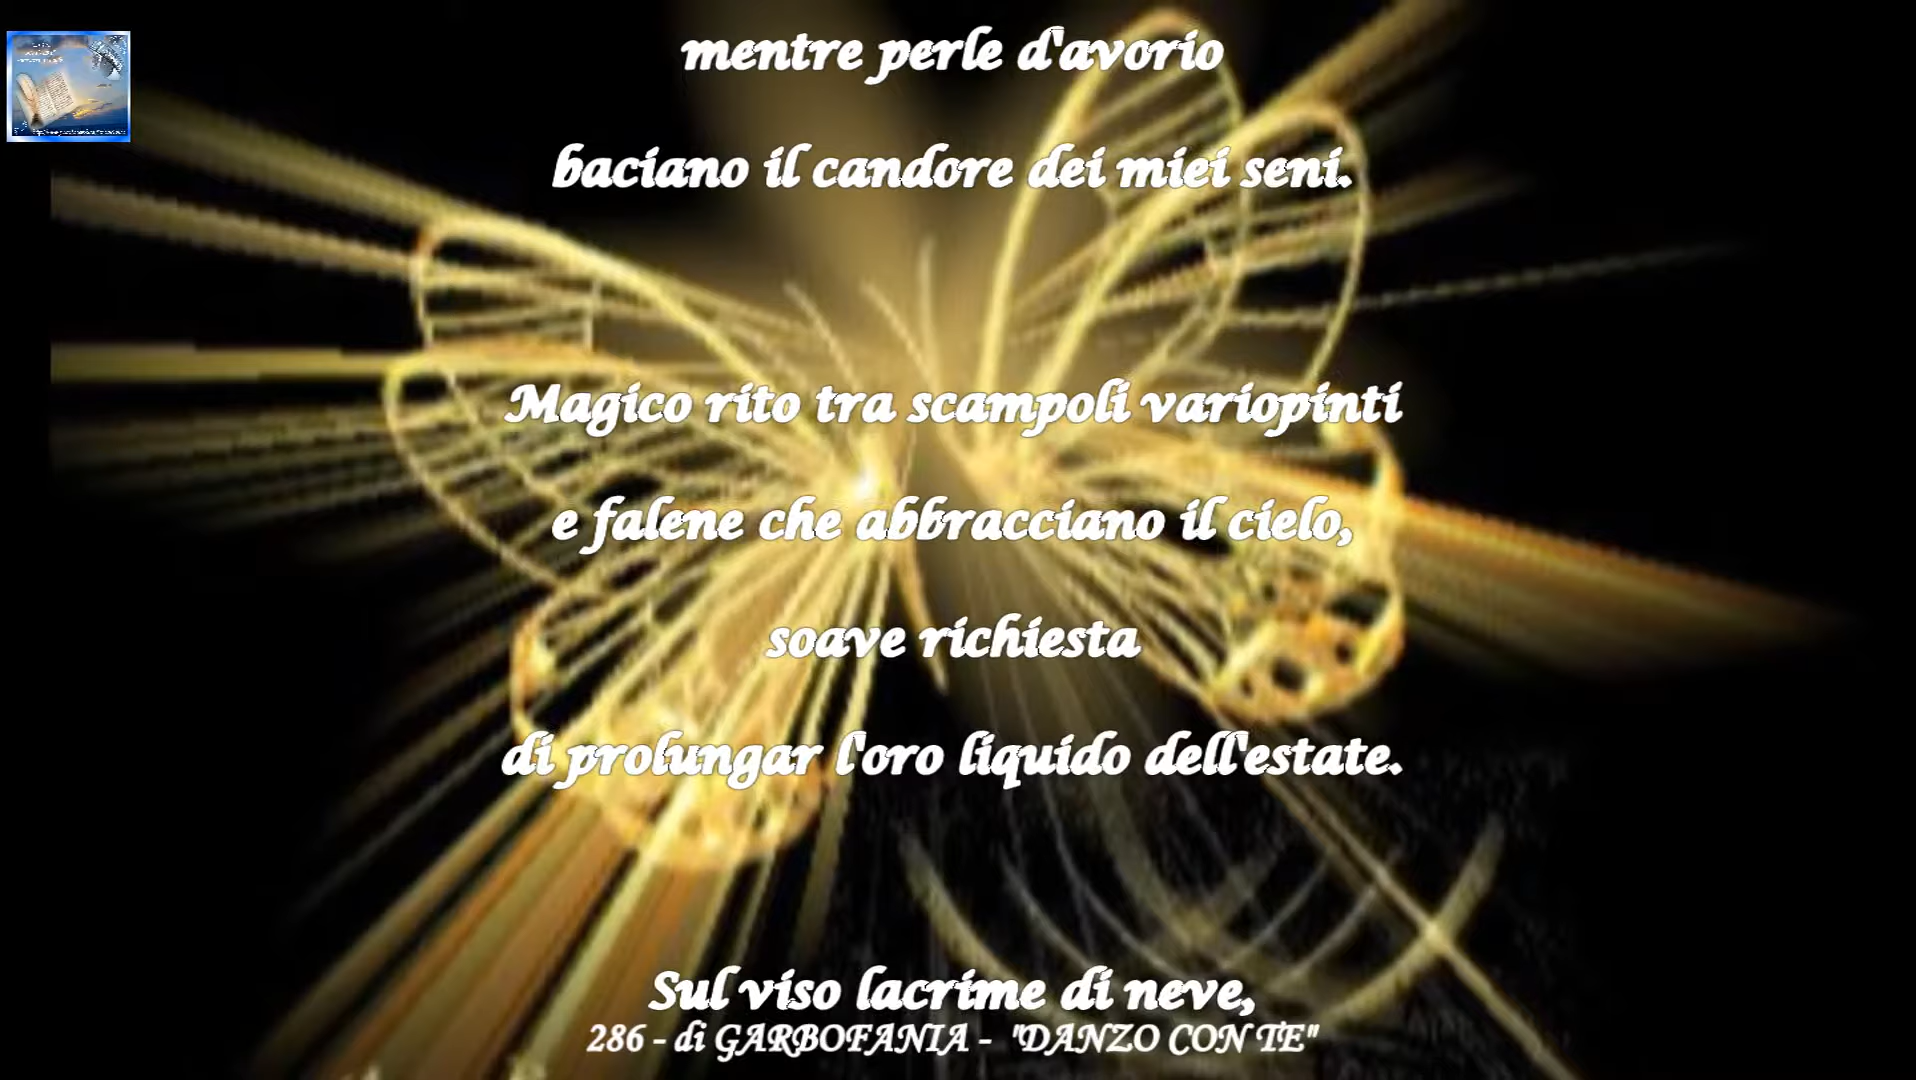 mentre perle d'avorio
baciano il candore dei miei seni.
Magico rito tra scampoli variopinti
e falene che abbracciano il cielo,
soave richiesta
di prolungar l'oro liquido dell'estate.
Sul viso lacrime di neve,
286 - di GARBOFANIA - "DANZO CON TE"